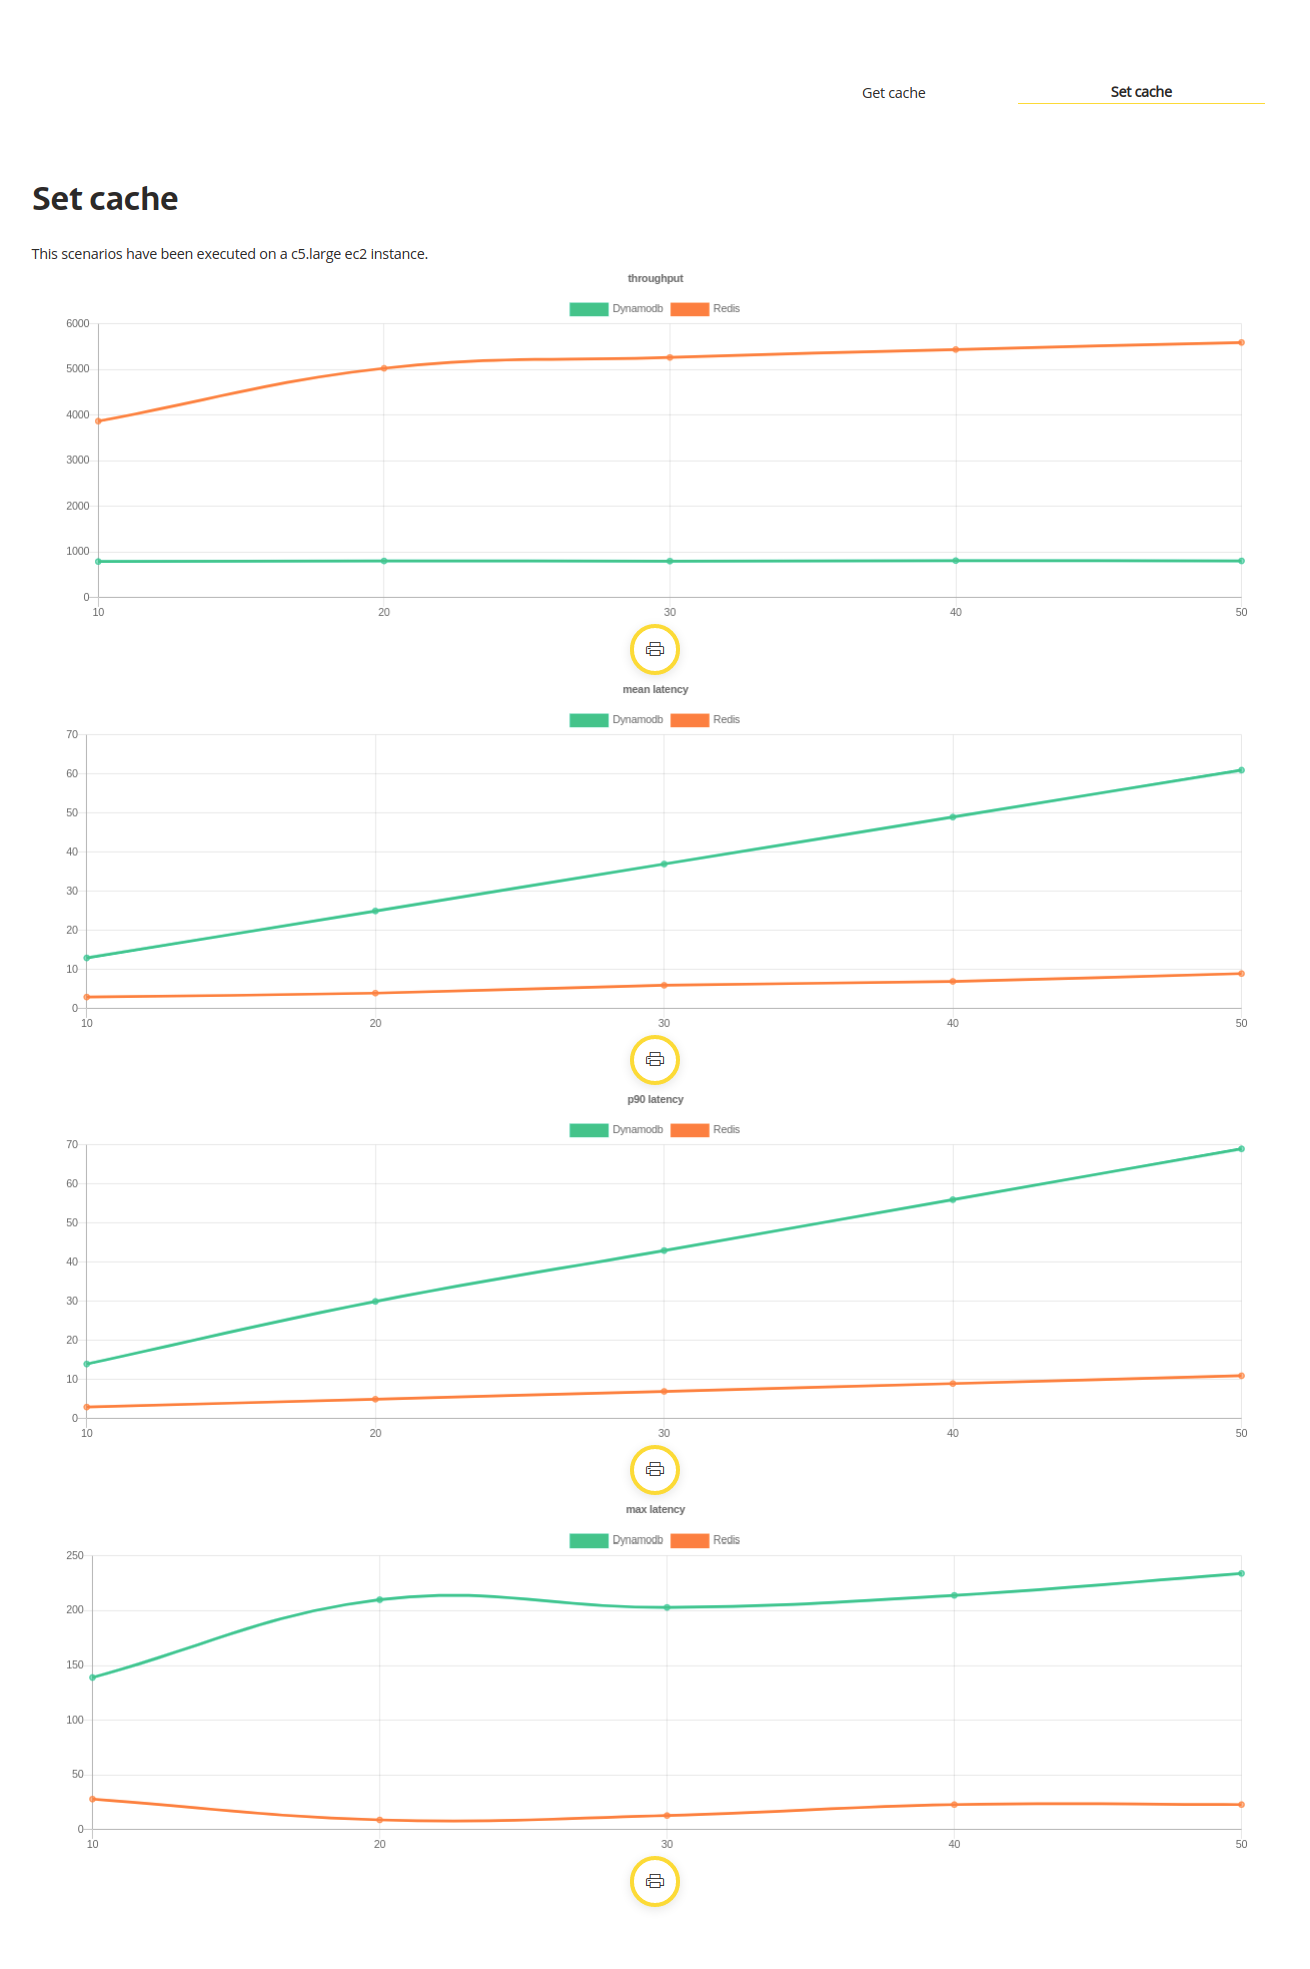 Get cache
Set cache
Set cache
This scenarios have been executed on a c5.large ec2 instance.
throughput
Dynamodb Redis
6000
5000
4000
3000
2000
1000
0
10 20 30 40 50
mean latency
Dynamodb Redis
70
60
50
40
30
20
10
0
10 20 30 40 50
p90 latency
Dynamodb Redis
70
60
50
40
30
20
10
0
10 20 30 40 50
max latency
Dynamodb Redis
250
200
150
100
50
0
10 20 30 40 50